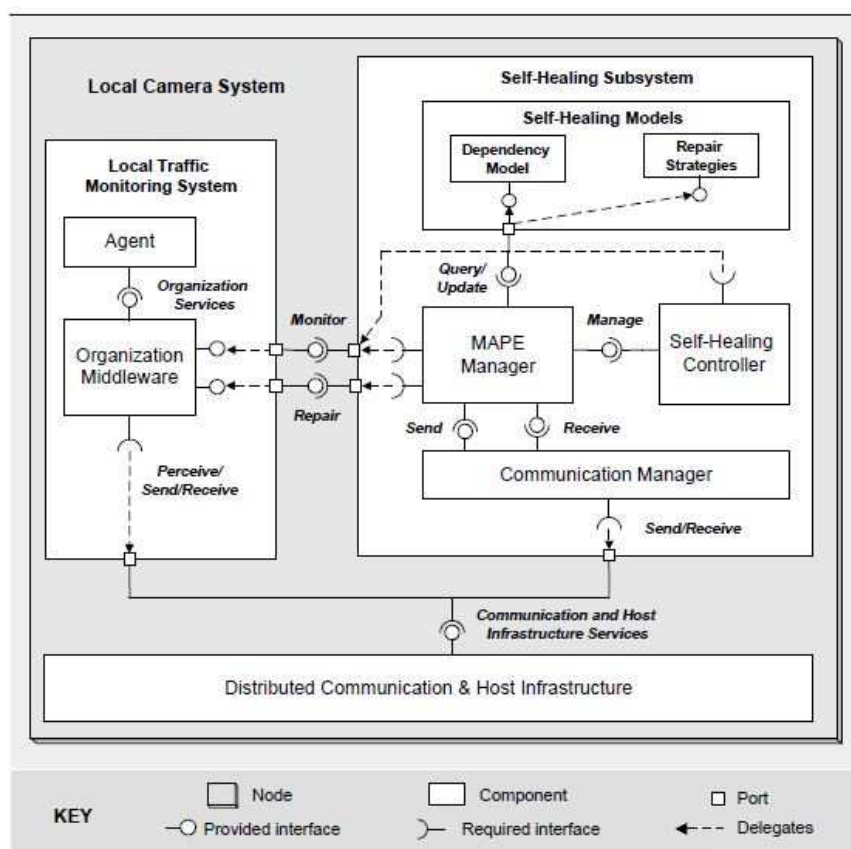 Local Camera System
Self-Healing Subsystem
Self-Healing Models
Dependency
Model
Repair
Strategies
Local Traffic
Monitoring System
Agent
Organization
Services
Organization
Middleware
Monitor
Repair
Query/
Update
MAPE
Manager
Manage
Self-Healing
Controller
Send
Receive
Communication Manager
Perceive/
Send/Receive
Send/Receive
Communication and Host
Infrastructure Services
Distributed Communication & Host Infrastructure
KEY
Node
Component
Port
Provided interface
Required interface
Delegates